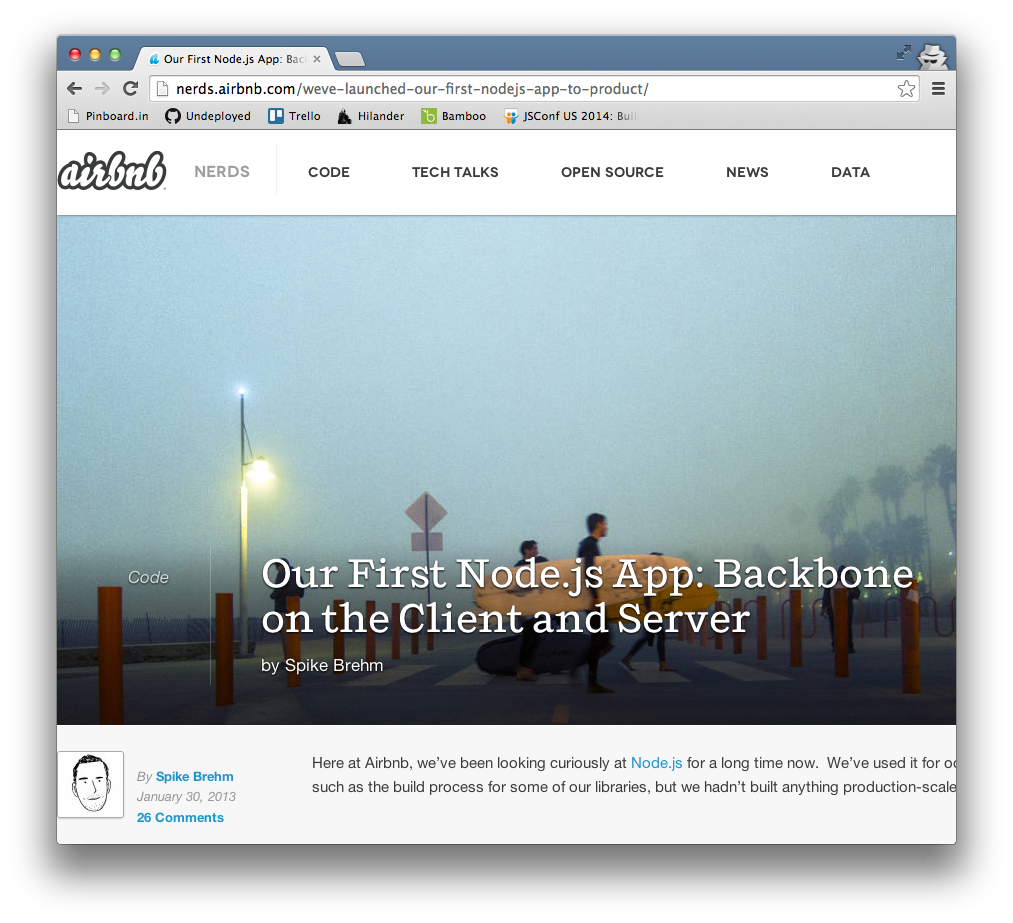 Our First Node.js App: Bac
nerds.airbnb.com/weve-launched-our-first-nodejs-app-to-product/
Pinboard.in Undeployed Trello Hilander Bamboo JSConf US 2014: Buil
airbnb NERDS CODE TECH TALKS OPEN SOURCE NEWS DATA
Code
Our First Node.js App: Backbone
on the Client and Server
by Spike Brehm
By Spike Brehm
January 30, 2013
26 Comments
Here at Airbnb, we’ve been looking curiously at Node.js for a long time now. We’ve used it for oc
such as the build process for some of our libraries, but we hadn’t built anything production-scale